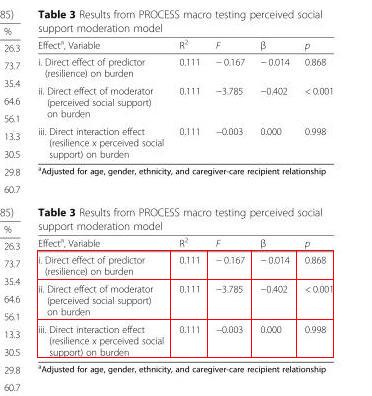 85)
%
26.3
73.7
35.4
64.6
56.1
13.3
30.5
29.8
60.7
Table 3 Results from PROCESS macro testing perceived social
support moderation model
Effectᵃ, Variable R² F β p
i. Direct effect of predictor 0.111 −0.167 −0.014 0.868
(resilience) on burden
ii. Direct effect of moderator 0.111 −3.785 −0.402 < 0.001
(perceived social support)
on burden
iii. Direct interaction effect 0.111 −0.003 0.000 0.998
(resilience x perceived social
support) on burden
ᵃAdjusted for age, gender, ethnicity, and caregiver-care recipient relationship
85)
%
26.3
73.7
35.4
64.6
56.1
13.3
30.5
29.8
60.7
Table 3 Results from PROCESS macro testing perceived social
support moderation model
Effectᵃ, Variable R² F β p
i. Direct effect of predictor 0.111 −0.167 −0.014 0.868
(resilience) on burden
ii. Direct effect of moderator 0.111 −3.785 −0.402 < 0.001
(perceived social support)
on burden
iii. Direct interaction effect 0.111 −0.003 0.000 0.998
(resilience x perceived social
support) on burden
ᵃAdjusted for age, gender, ethnicity, and caregiver-care recipient relationship